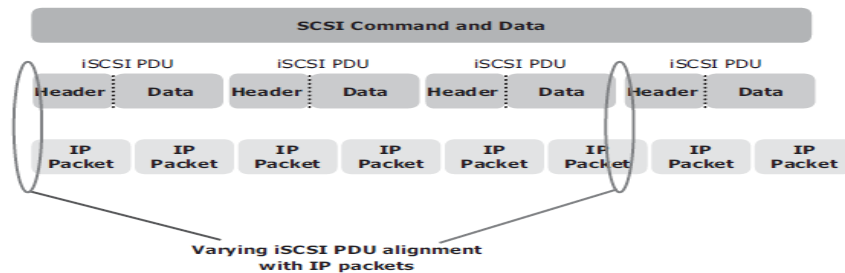 SCSI Command and Data
iSCSI PDU iSCSI PDU iSCSI PDU iSCSI PDU
Header Data Header Data Header Data Header Data
IP IP IP IP IP IP IP IP
Packet Packet Packet Packet Packet Packet Packet Packet
Varying iSCSI PDU alignment
with IP packets